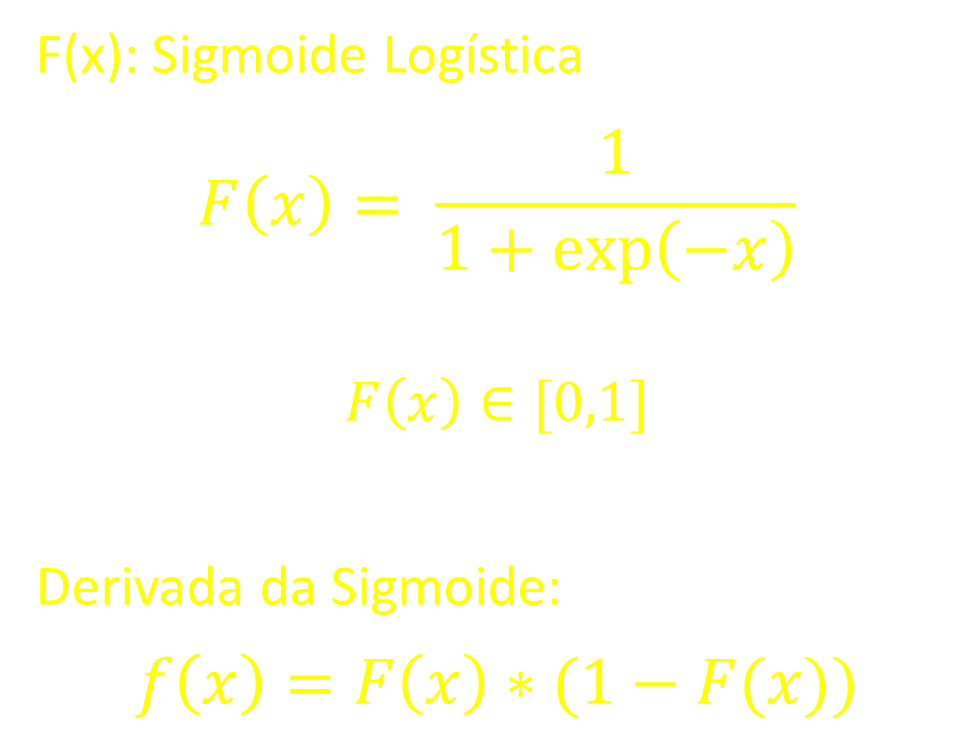 F(x): Sigmoide Logística
F(x) = 1 / 1 + exp(−x)
F(x) ∈ [0,1]
Derivada da Sigmoide:
f(x) = F(x) ∗ (1 − F(x))